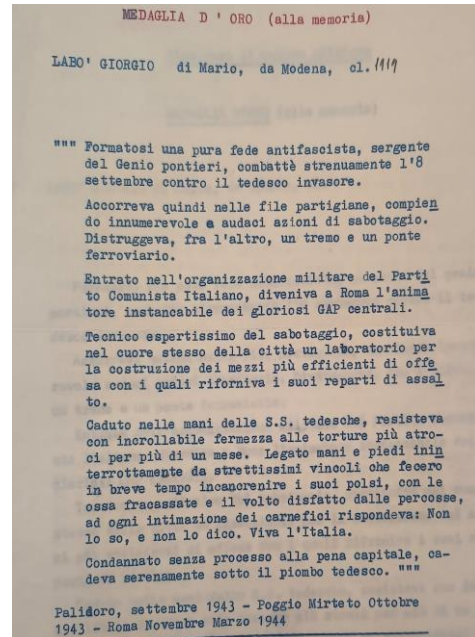 MEDAGLIA D ' ORO (alla memoria)
LABO' GIORGIO di Mario, da Modena, cl. 1919
""" Formatosi una pura fede antifascista, sergente
del Genio pontieri, combattè strenuamente l'8
settembre contro il tedesco invasore.
Accorreva quindi nelle file partigiane, compien
do innumerevole e audaci azioni di sabotaggio.
Distruggeva, fra l'altro, un tremo e un ponte
ferroviario.
Entrato nell'organizzazione militare del Parti
to Comunista Italiano, diveniva a Roma l'anima
tore instancabile dei gloriosi GAP centrali.
Tecnico espertissimo del sabotaggio, costituiva
nel cuore stesso della città un laboratorio per
la costruzione dei mezzi più efficienti di offe
sa con i quali riforniva i suoi reparti di assal
to.
Caduto nelle mani delle S.S. tedesche, resisteva
con incrollabile fermezza alle torture più atro-
ci per più di un mese. Legato mani e piedi inin
terrottamente da strettissimi vincoli che fecero
in breve tempo incancrenire i suoi polsi, con le
ossa fracassate e il volto disfatto dalle percosse,
ad ogni intimazione dei carnefici rispondeva: Non
lo so, e non lo dico. Viva l'Italia.
Condannato senza processo alla pena capitale, ca-
deva serenamente sotto il piombo tedesco. """
Palidoro, settembre 1943 - Poggio Mirteto Ottobre
1943 - Roma Novembre Marzo 1944